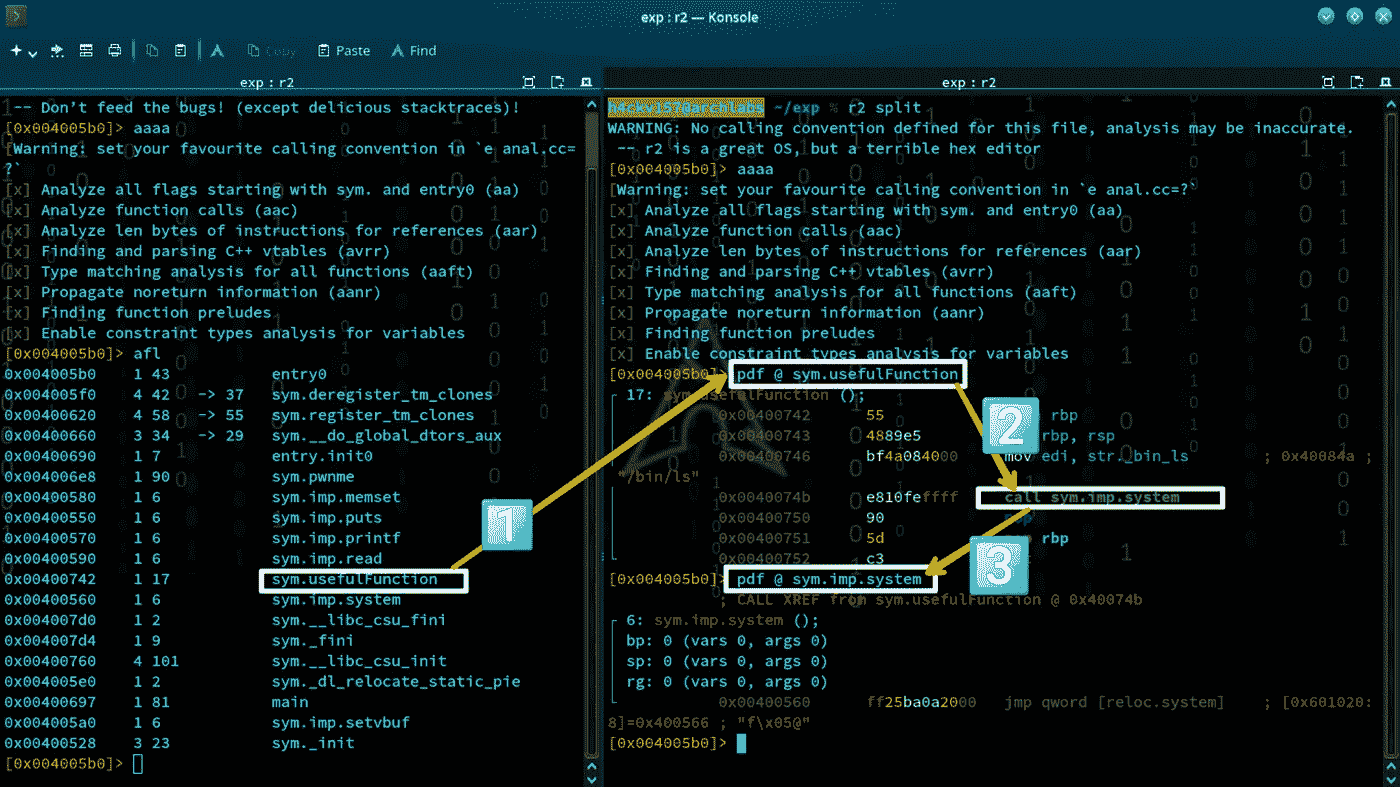 exp : r2 — Konsole
Copy Paste Find
exp : r2
-- Don't feed the bugs! (except delicious stacktraces)!
[0x004005b0]> aaaa
[Warning: set your favourite calling convention in `e anal.cc=
?`
[x] Analyze all flags starting with sym. and entry0 (aa)
[x] Analyze function calls (aac)
[x] Analyze len bytes of instructions for references (aar)
[x] Finding and parsing C++ vtables (avrr)
[x] Type matching analysis for all functions (aaft)
[x] Propagate noreturn information (aanr)
[x] Finding function preludes
[x] Enable constraint types analysis for variables
[0x004005b0]> afl
0x004005b0 1 43 entry0
0x004005f0 4 42 -> 37 sym.deregister_tm_clones
0x00400620 4 58 -> 55 sym.register_tm_clones
0x00400660 3 34 -> 29 sym.__do_global_dtors_aux
0x00400690 1 7 entry.init0
0x004006e8 1 90 sym.pwnme
0x00400580 1 6 sym.imp.memset
0x00400550 1 6 sym.imp.puts
0x00400570 1 6 sym.imp.printf
0x00400590 1 6 sym.imp.read
0x00400742 1 17 sym.usefulFunction
0x00400560 1 6 sym.imp.system
0x004007d0 1 2 sym.__libc_csu_fini
0x004007d4 1 9 sym._fini
0x00400760 4 101 sym.__libc_csu_init
0x004005e0 1 2 sym._dl_relocate_static_pie
0x00400697 1 81 main
0x004005a0 1 6 sym.imp.setvbuf
0x00400528 3 23 sym._init
[0x004005b0]>
1
exp : r2
~/exp % r2 split
WARNING: No calling convention defined for this file, analysis may be inaccurate.
-- r2 is a great OS, but a terrible hex editor
[0x004005b0]> aaaa
[Warning: set your favourite calling convention in `e anal.cc=?`
[x] Analyze all flags starting with sym. and entry0 (aa)
[x] Analyze function calls (aac)
[x] Analyze len bytes of instructions for references (aar)
[x] Finding and parsing C++ vtables (avrr)
[x] Type matching analysis for all functions (aaft)
[x] Propagate noreturn information (aanr)
[x] Finding function preludes
[x] Enable constraint types analysis for variables
[0x004005b0]> pdf @ sym.usefulFunction
17: sym.usefulFunction ();
0x00400742 55 rbp
0x00400743 4889e5 rbp, rsp
0x00400746 bf4a084000 mov edi, str._bin_ls ; 0x40084a ;
"/bin/ls"
0x0040074b e810feffff call sym.imp.system
0x00400750 90 nop
0x00400751 5d rbp
0x00400752 c3
2
3
[0x004005b0]> pdf @ sym.imp.system
; CALL XREF from sym.usefulFunction @ 0x40074b
6: sym.imp.system ();
bp: 0 (vars 0, args 0)
sp: 0 (vars 0, args 0)
rg: 0 (vars 0, args 0)
0x00400560 ff25ba0a2000 jmp qword [reloc.system] ; [0x601020:
8]=0x400566 ; "f\x05@"
[0x004005b0]>